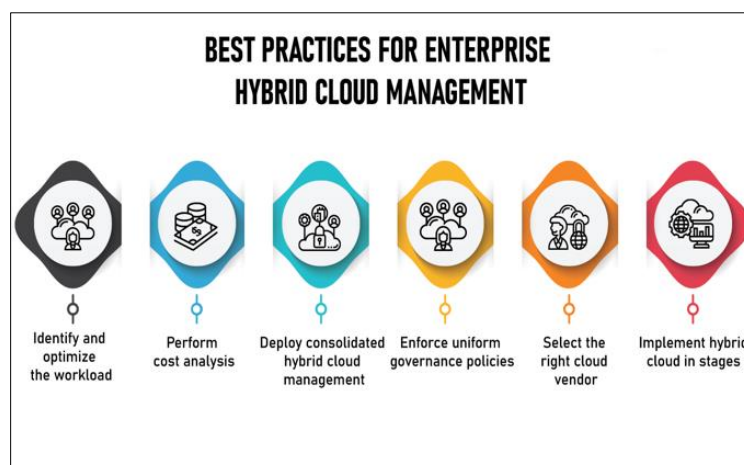 BEST PRACTICES FOR ENTERPRISE
HYBRID CLOUD MANAGEMENT
Identify and
optimize
the workload
Perform
cost analysis
Deploy consolidated
hybrid cloud
management
Enforce uniform
governance policies
Select the
right cloud
vendor
Implement hybrid
cloud in stages